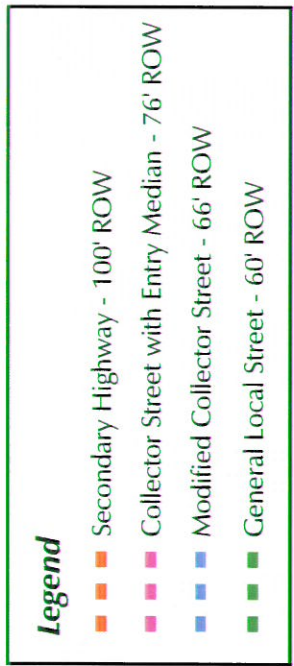 Legend
Secondary Highway - 100' ROW
Collector Street with Entry Median - 76' ROW
Modified Collector Street - 66' ROW
General Local Street - 60' ROW